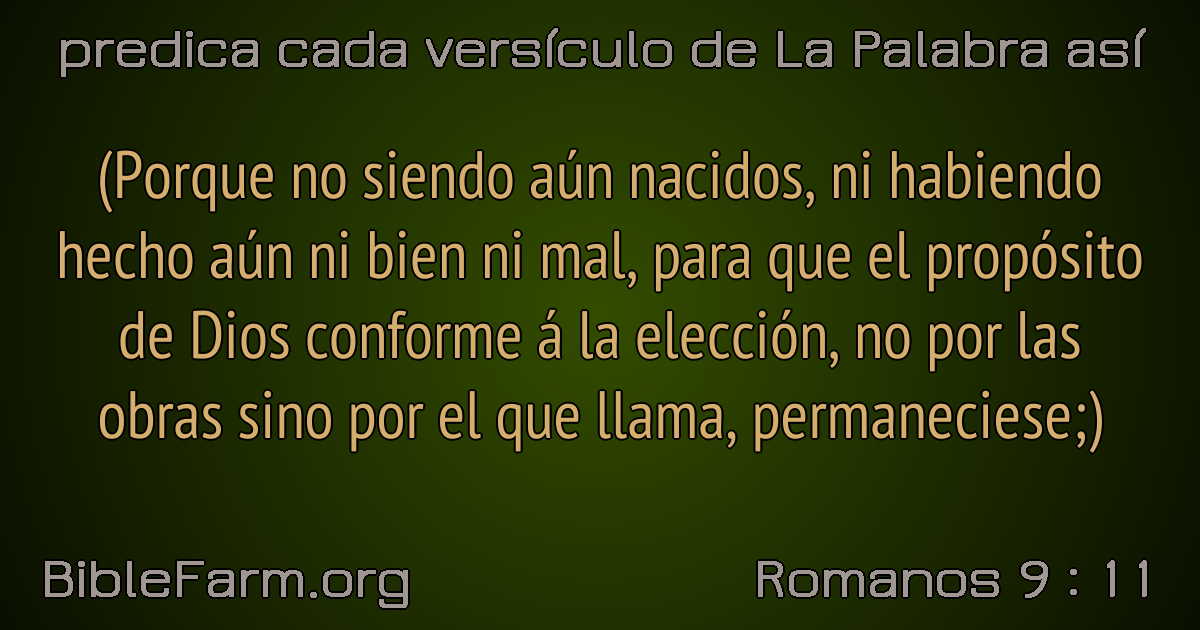 predica cada versículo de La Palabra así
(Porque no siendo aún nacidos, ni habiendo
hecho aún ni bien ni mal, para que el propósito
de Dios conforme á la elección, no por las
obras sino por el que llama, permaneciese;)
BibleFarm.org
Romanos 9 : 11